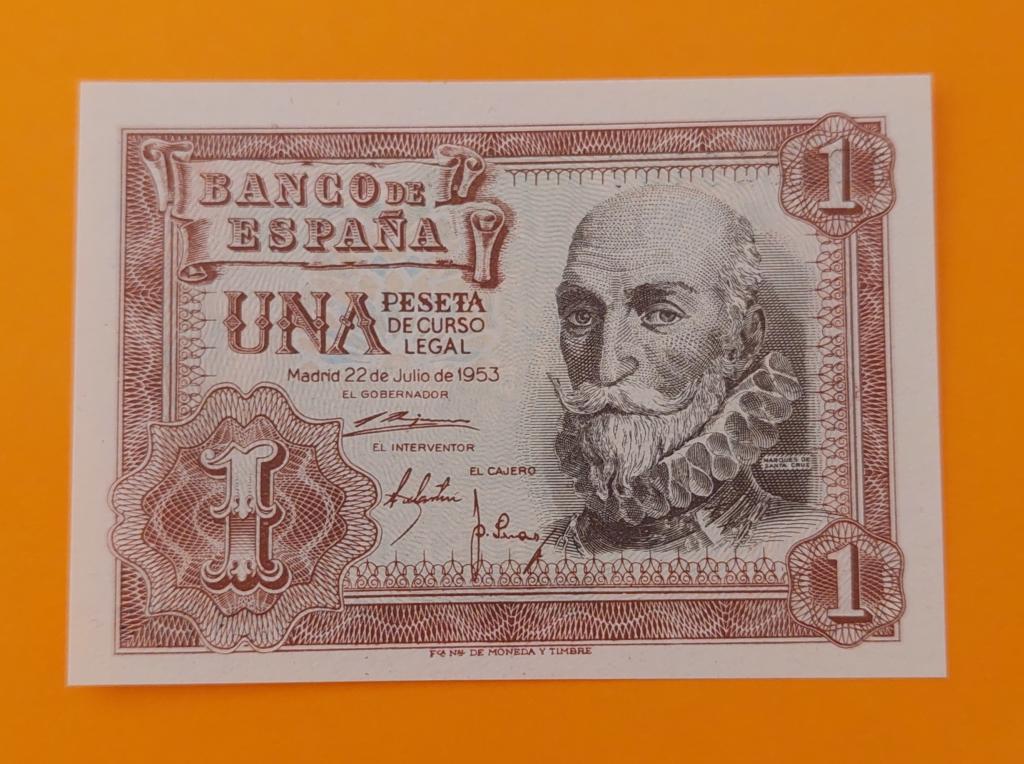 BANCO DE
ESPAÑA
1
UNA PESETA
DE CURSO
LEGAL
Madrid 22 de Julio de 1953
EL GOBERNADOR
EL INTERVENTOR
EL CAJERO
MARQUES DE
SANTA CRUZ
1
1
Fca Nal DE MONEDA Y TIMBRE